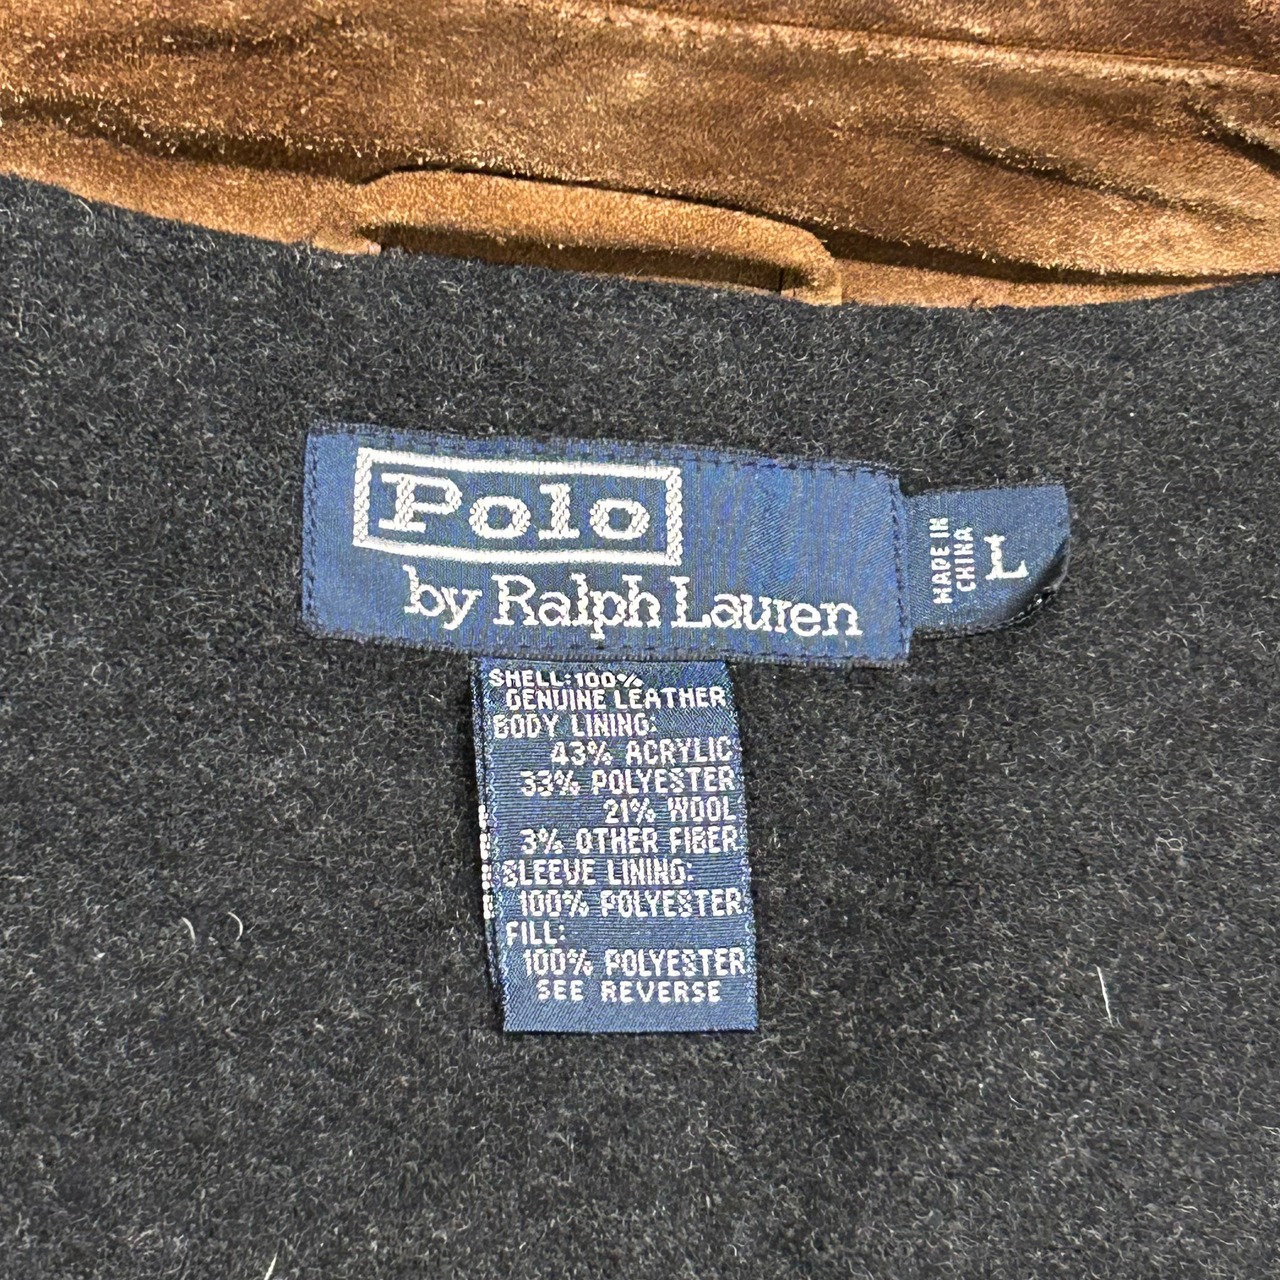 Polo
by Ralph Lauren
MADE IN
CHINA
L
SHELL:100%
GENUINE LEATHER
BODY LINING:
43% ACRYLIC
33% POLYESTER
21% WOOL
3% OTHER FIBER
SLEEVE LINING:
100% POLYESTER
FILL:
100% POLYESTER
SEE REVERSE